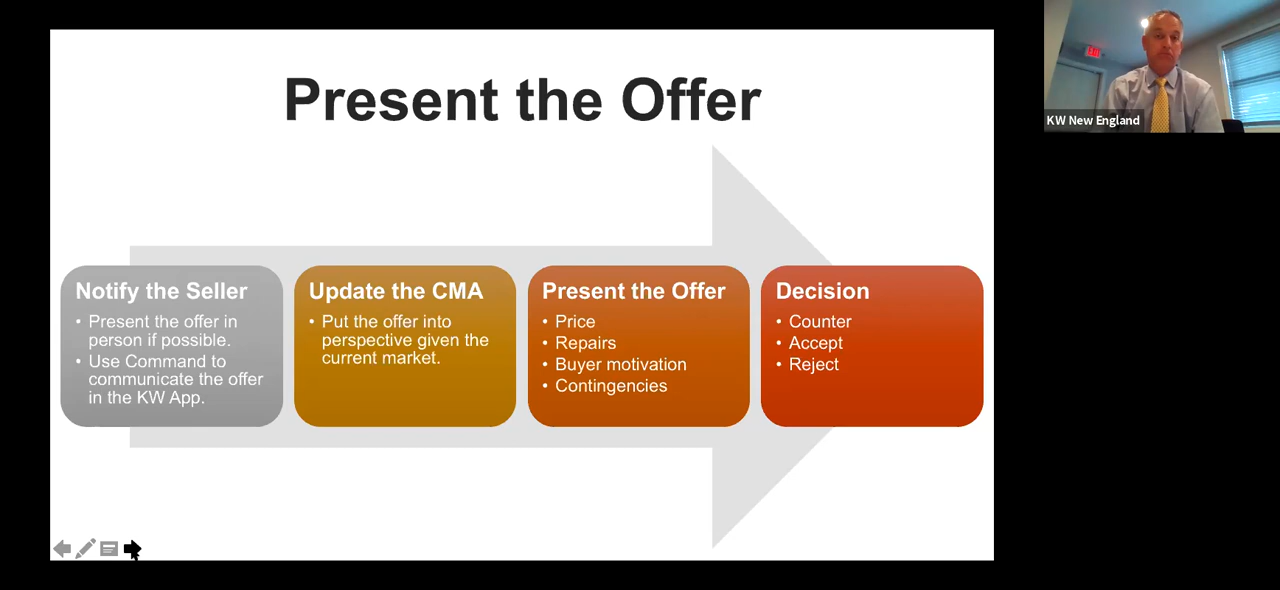 Present the Offer
Notify the Seller
• Present the offer in
person if possible.
• Use Command to
communicate the offer
in the KW App.
Update the CMA
• Put the offer into
perspective given the
current market.
Present the Offer
• Price
• Repairs
• Buyer motivation
• Contingencies
Decision
• Counter
• Accept
• Reject
EXIT
KW New England